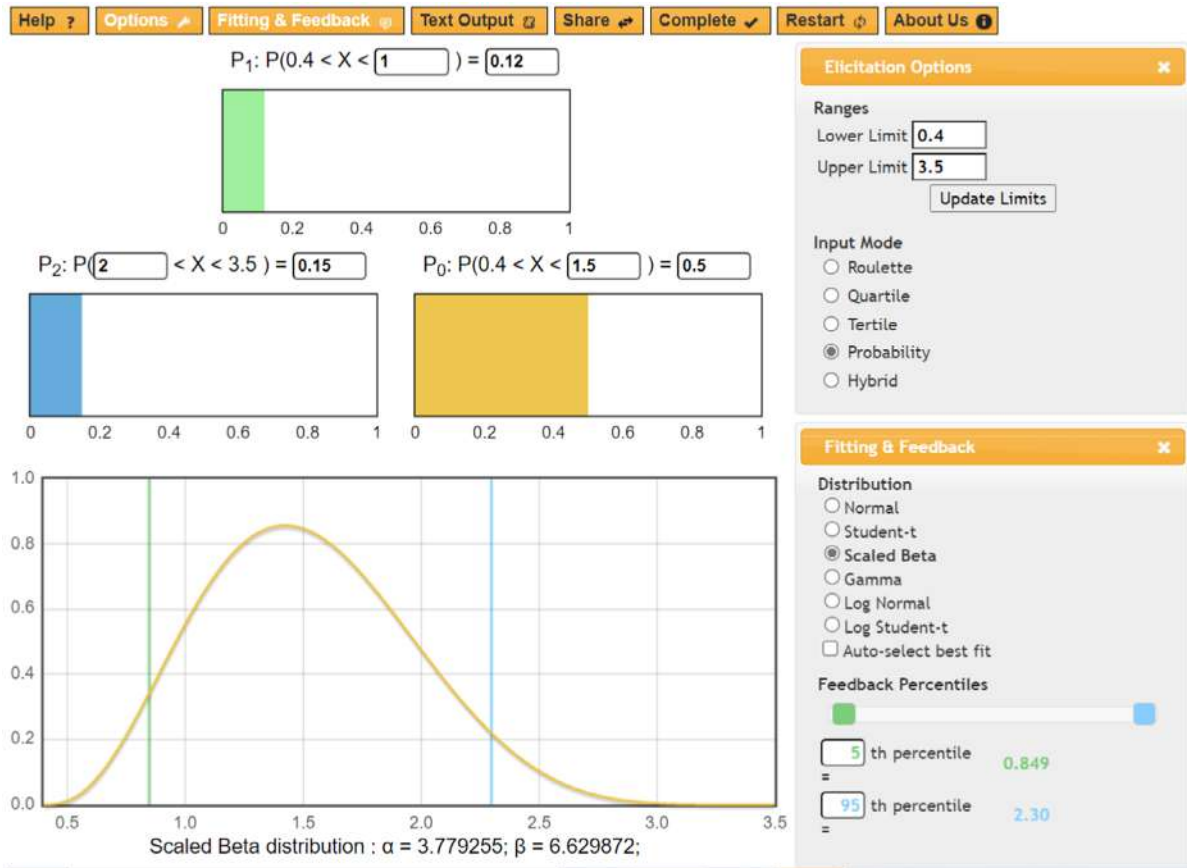 Help ? Options Fitting & Feedback Text Output Share Complete Restart About Us
P1: P(0.4 < X < 1 ) = 0.12
0 0.2 0.4 0.6 0.8 1
P2: P( 2 < X < 3.5 ) = 0.15
P0: P(0.4 < X < 1.5 ) = 0.5
0 0.2 0.4 0.6 0.8 1
0 0.2 0.4 0.6 0.8 1
1.0
0.8
0.6
0.4
0.2
0.0
0.5 1.0 1.5 2.0 2.5 3.0 3.5
Scaled Beta distribution : α = 3.779255; β = 6.629872;
Elicitation Options
Ranges
Lower Limit 0.4
Upper Limit 3.5
Update Limits
Input Mode
Roulette
Quartile
Tertile
Probability
Hybrid
Fitting & Feedback
Distribution
Normal
Student-t
Scaled Beta
Gamma
Log Normal
Log Student-t
Auto-select best fit
Feedback Percentiles
5 th percentile 0.849
=
95 th percentile 2.30
=